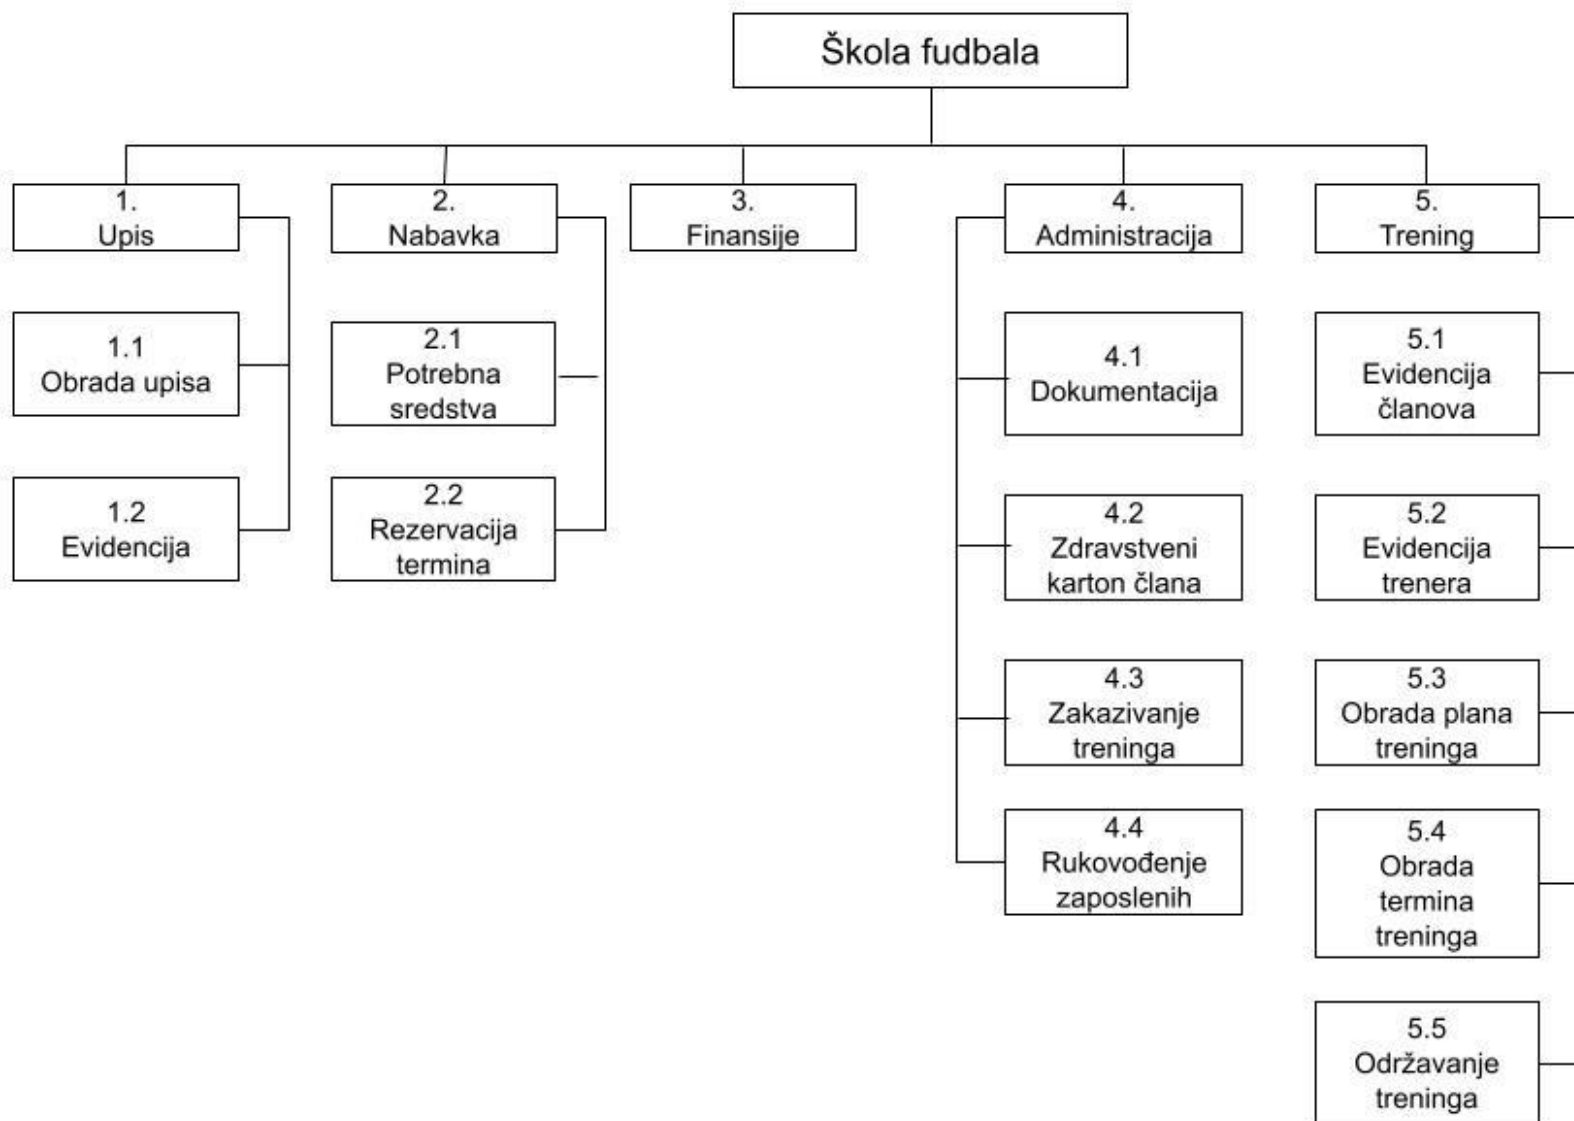 Škola fudbala
1.
Upis
2.
Nabavka
3.
Finansije
4.
Administracija
5.
Trening
1.1
Obrada upisa
1.2
Evidencija
2.1
Potrebna
sredstva
2.2
Rezervacija
termina
4.1
Dokumentacija
4.2
Zdravstveni
karton člana
4.3
Zakazivanje
treninga
4.4
Rukovođenje
zaposlenih
5.1
Evidencija
članova
5.2
Evidencija
trenera
5.3
Obrada plana
treninga
5.4
Obrada
termina
treninga
5.5
Održavanje
treninga